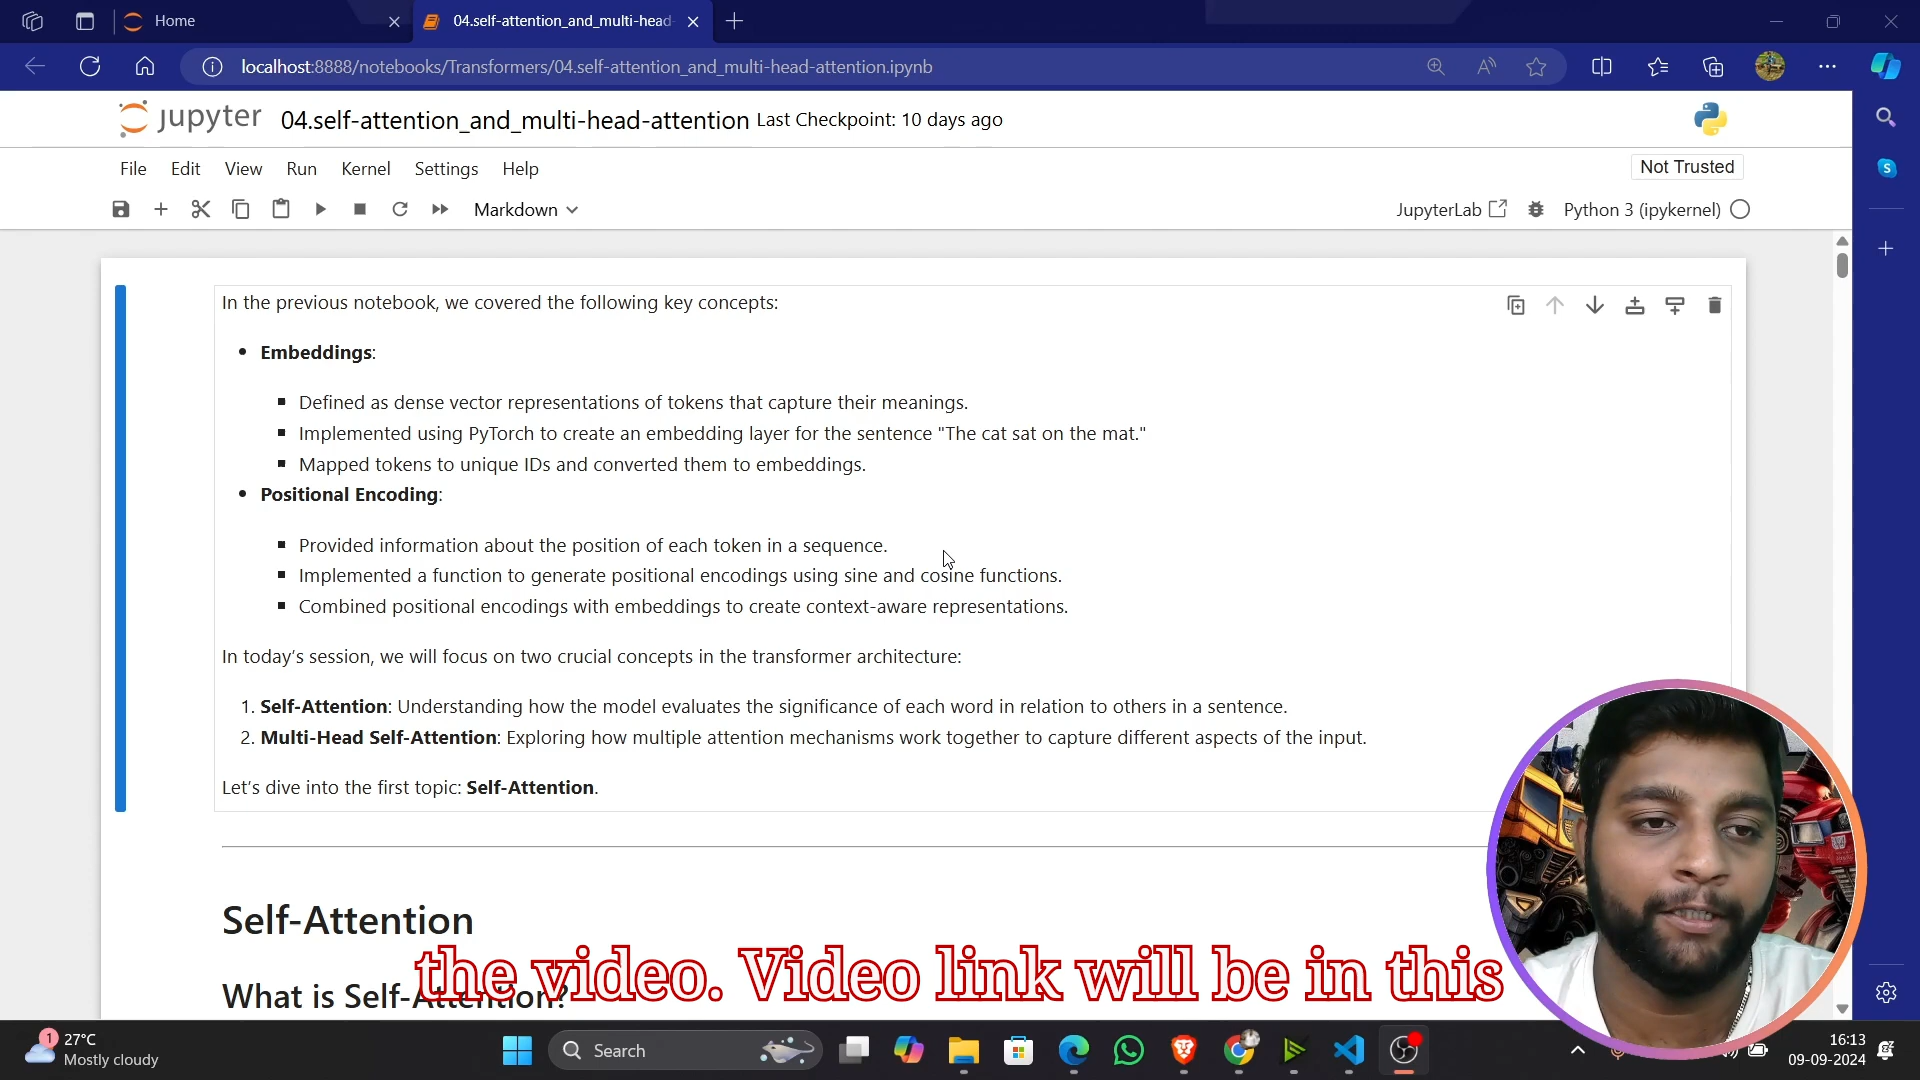 Home
04.self-attention_and_multi-head-
localhost:8888/notebooks/Transformers/04.self-attention_and_multi-head-attention.ipynb
jupyter 04.self-attention_and_multi-head-attention Last Checkpoint: 10 days ago
File Edit View Run Kernel Settings Help
Not Trusted
Markdown
JupyterLab
Python 3 (ipykernel)
In the previous notebook, we covered the following key concepts:
• Embeddings:
▪ Defined as dense vector representations of tokens that capture their meanings.
▪ Implemented using PyTorch to create an embedding layer for the sentence "The cat sat on the mat."
▪ Mapped tokens to unique IDs and converted them to embeddings.
• Positional Encoding:
▪ Provided information about the position of each token in a sequence.
▪ Implemented a function to generate positional encodings using sine and cosine functions.
▪ Combined positional encodings with embeddings to create context-aware representations.
In today's session, we will focus on two crucial concepts in the transformer architecture:
1. Self-Attention: Understanding how the model evaluates the significance of each word in relation to others in a sentence.
2. Multi-Head Self-Attention: Exploring how multiple attention mechanisms work together to capture different aspects of the input.
Let's dive into the first topic: Self-Attention.
Self-Attention
What is Self-Attention?
the video. Video link will be in this
1
27°C
Mostly cloudy
Search
16:13
09-09-2024